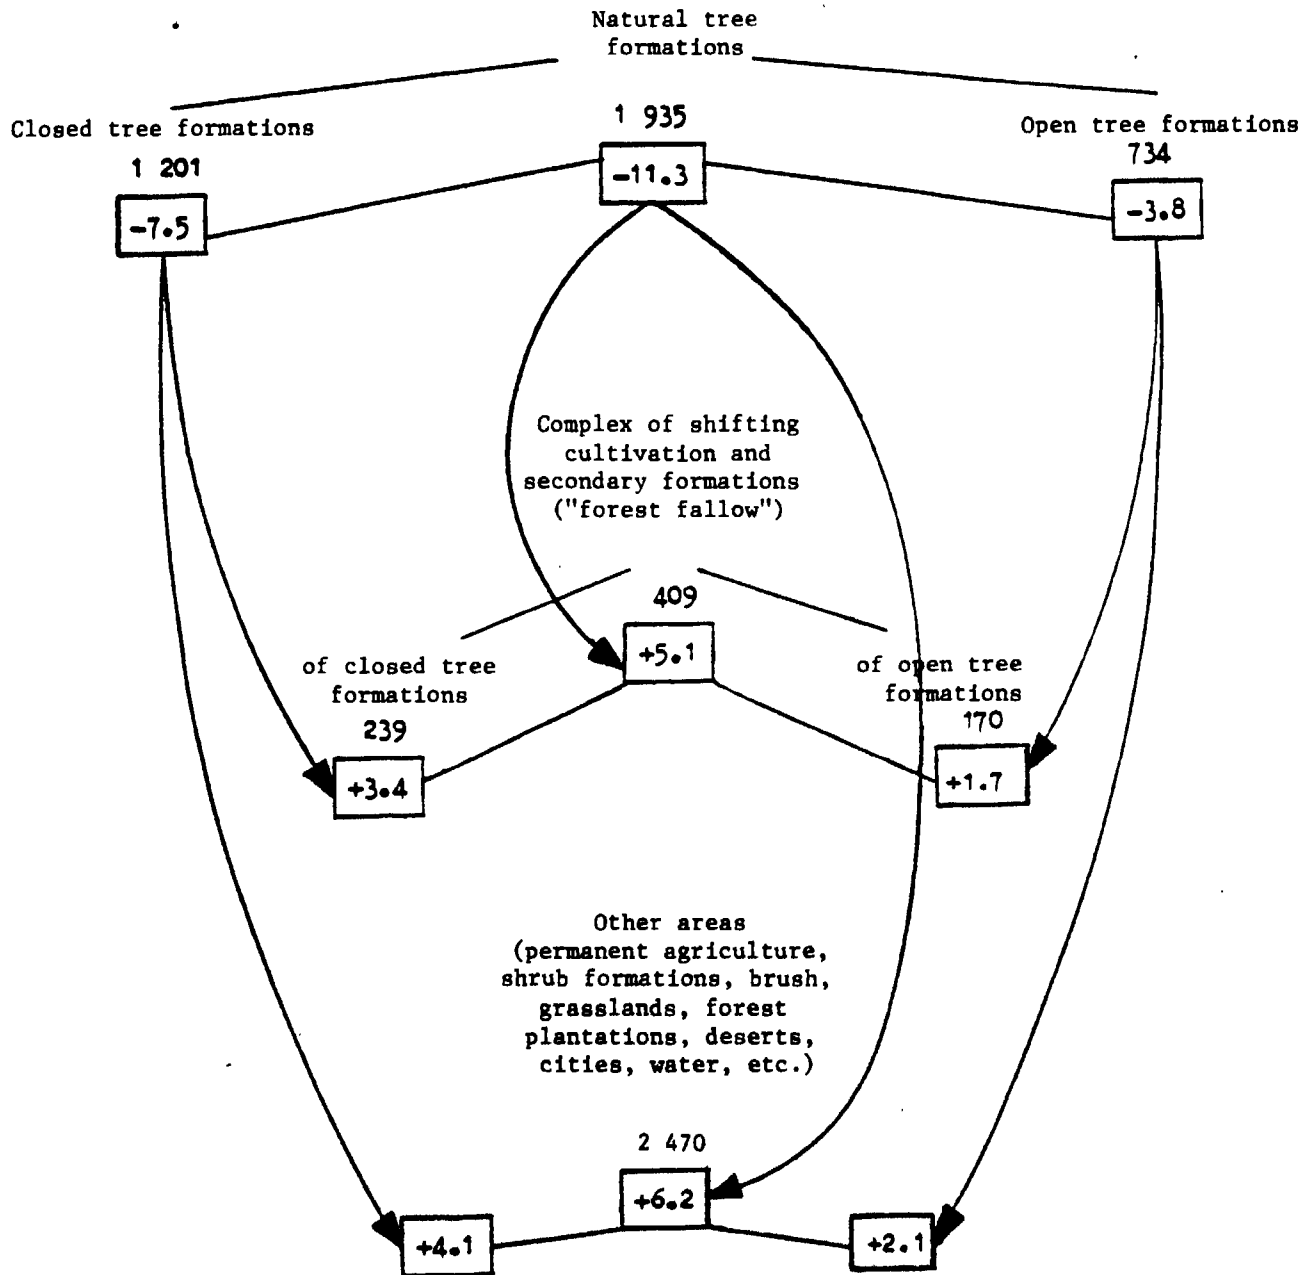 Natural tree
formations
Closed tree formations
1 201
-7.5
1 935
-11.3
Open tree formations
734
-3.8
Complex of shifting
cultivation and
secondary formations
("forest fallow")
409
+5.1
of closed tree
formations
239
+3.4
of open tree
formations
170
+1.7
Other areas
(permanent agriculture,
shrub formations, brush,
grasslands, forest
plantations, deserts,
cities, water, etc.)
2 470
+6.2
+4.1
+2.1